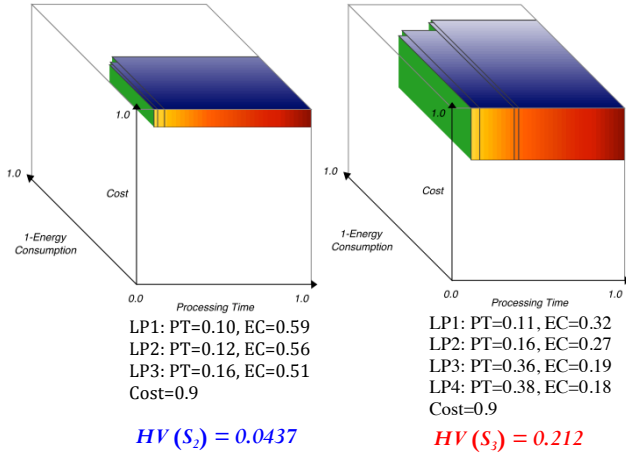 1.0
1.0
Cost
1-Energy
Consumption
0.0
1.0
Processing Time
LP1: PT=0.10, EC=0.59
LP2: PT=0.12, EC=0.56
LP3: PT=0.16, EC=0.51
Cost=0.9
HV(S2) = 0.0437
1.0
1.0
Cost
1-Energy
Consumption
0.0
1.0
Processing Time
LP1: PT=0.11, EC=0.32
LP2: PT=0.16, EC=0.27
LP3: PT=0.36, EC=0.19
LP4: PT=0.38, EC=0.18
Cost=0.9
HV(S3) = 0.212